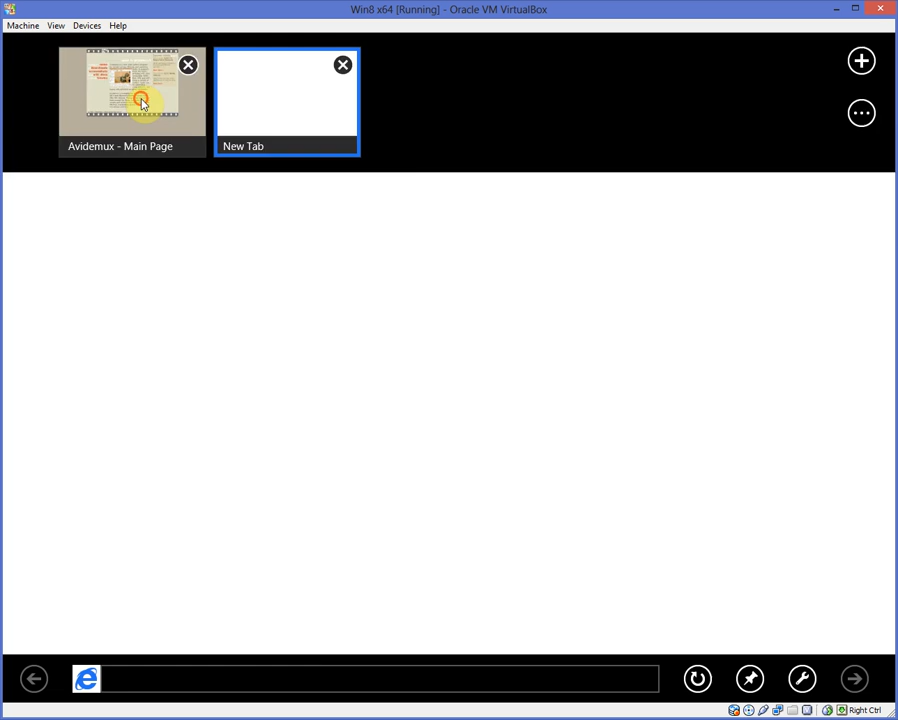 Win8 x64 [Running] - Oracle VM VirtualBox
Machine View Devices Help
Avidemux - Main Page
New Tab
Right Ctrl